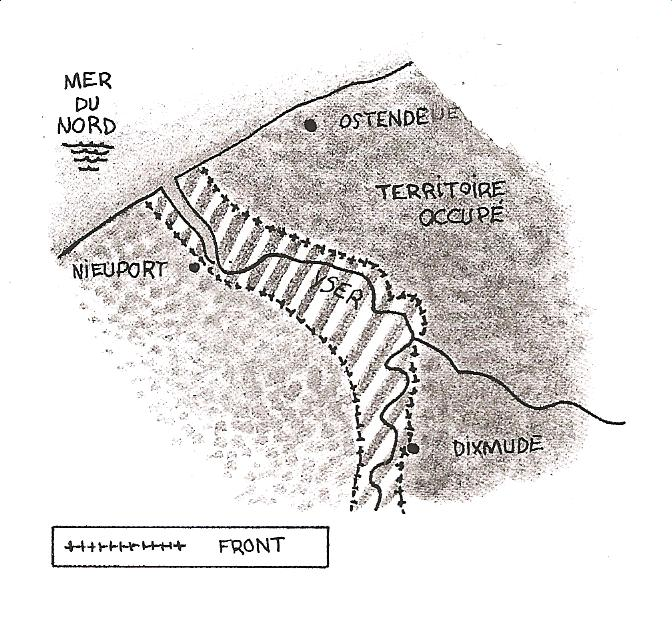 MER
DU
NORD
OSTENDE
TERRITOIRE
OCCUPÉ
NIEUPORT
YSER
DIXMUDE
FRONT